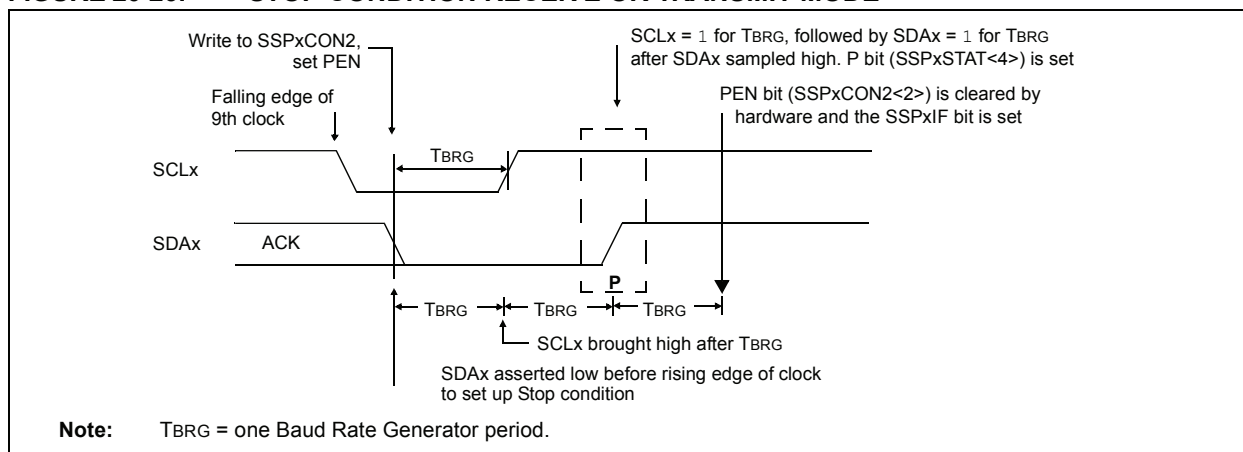 Write to SSPxCON2,
set PEN
SCLx = 1 for TBRG, followed by SDAx = 1 for TBRG
after SDAx sampled high. P bit (SSPxSTAT<4>) is set
Falling edge of
9th clock
PEN bit (SSPxCON2<2>) is cleared by
hardware and the SSPxIF bit is set
SCLx
TBRG
SDAx
ACK
P
TBRG
TBRG
TBRG
SCLx brought high after TBRG
SDAx asserted low before rising edge of clock
to set up Stop condition
Note: TBRG = one Baud Rate Generator period.